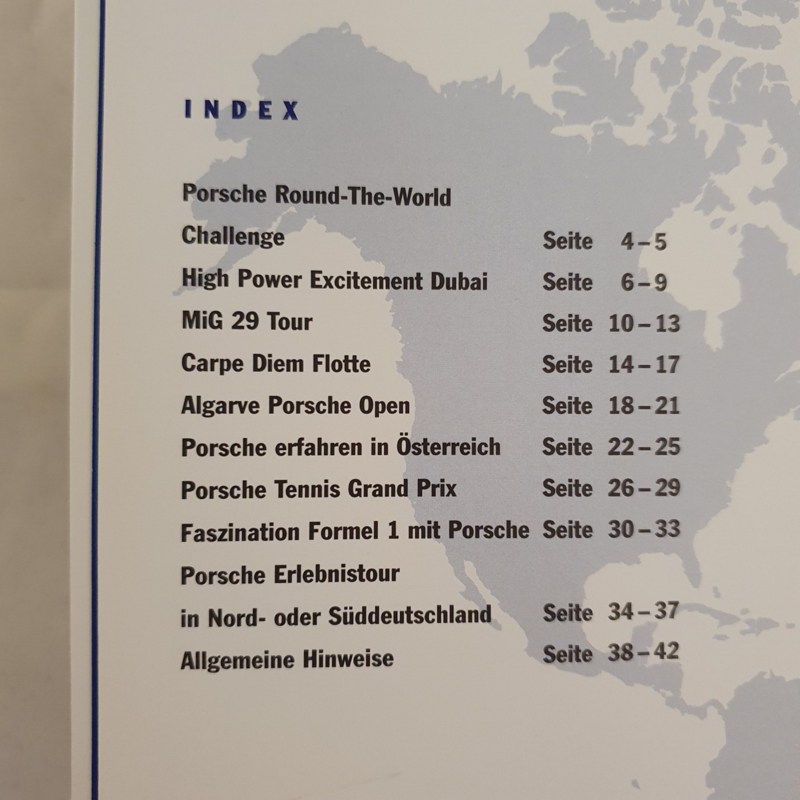 INDEX
Porsche Round-The-World
Challenge Seite 4–5
High Power Excitement Dubai Seite 6–9
MiG 29 Tour Seite 10–13
Carpe Diem Flotte Seite 14–17
Algarve Porsche Open Seite 18–21
Porsche erfahren in Österreich Seite 22–25
Porsche Tennis Grand Prix Seite 26–29
Faszination Formel 1 mit Porsche Seite 30–33
Porsche Erlebnistour
in Nord- oder Süddeutschland Seite 34–37
Allgemeine Hinweise Seite 38–42